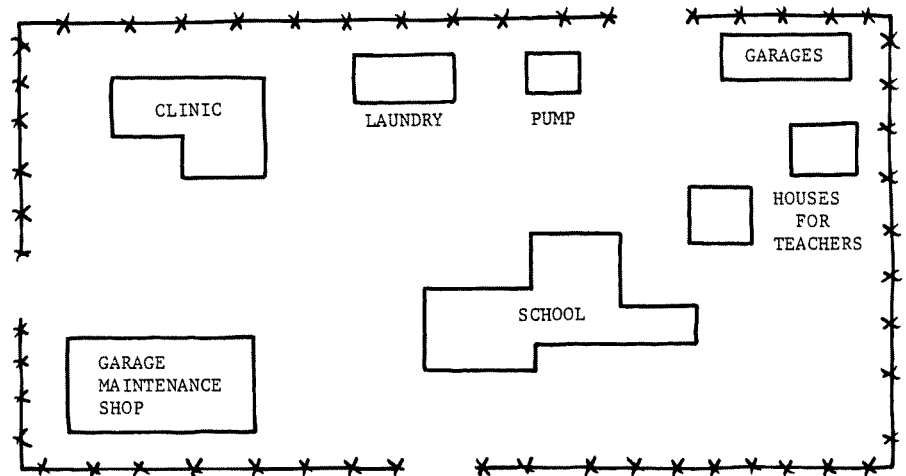 GARAGES
CLINIC
LAUNDRY
PUMP
HOUSES
FOR
TEACHERS
SCHOOL
GARAGE
MAINTENANCE
SHOP